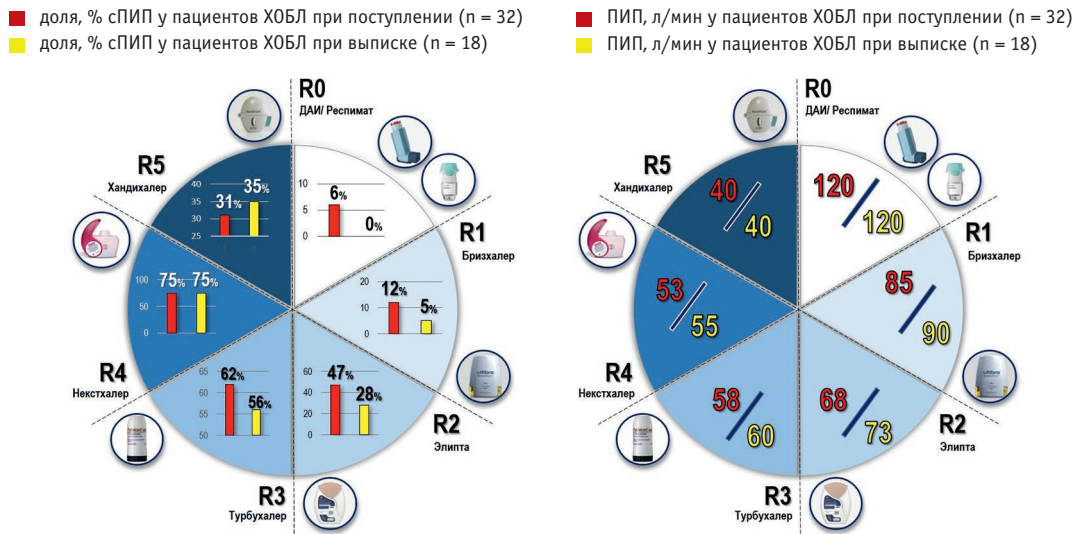 доля, % сПИП у пациентов ХОБЛ при поступлении (n = 32)
доля, % сПИП у пациентов ХОБЛ при выписке (n = 18)
R0
ДАИ/ Респимат
R5
Хандихалер
40
35
30
25
31%
35%
1
2
10
5
0
6%
0%
R1
Бризхалер
100
50
0
75%
75%
20
10
0
12%
5%
R4
Некстхалер
65
60
55
50
62%
56%
60
40
20
0
47%
28%
R2
Элипта
R3
Турбухалер
ПИП, л/мин у пациентов ХОБЛ при поступлении (n = 32)
ПИП, л/мин у пациентов ХОБЛ при выписке (n = 18)
R0
ДАИ/ Респимат
R5
Хандихалер
40
40
120
120
R1
Бризхалер
53
55
85
90
R4
Некстхалер
58
60
68
73
R2
Элипта
R3
Турбухалер